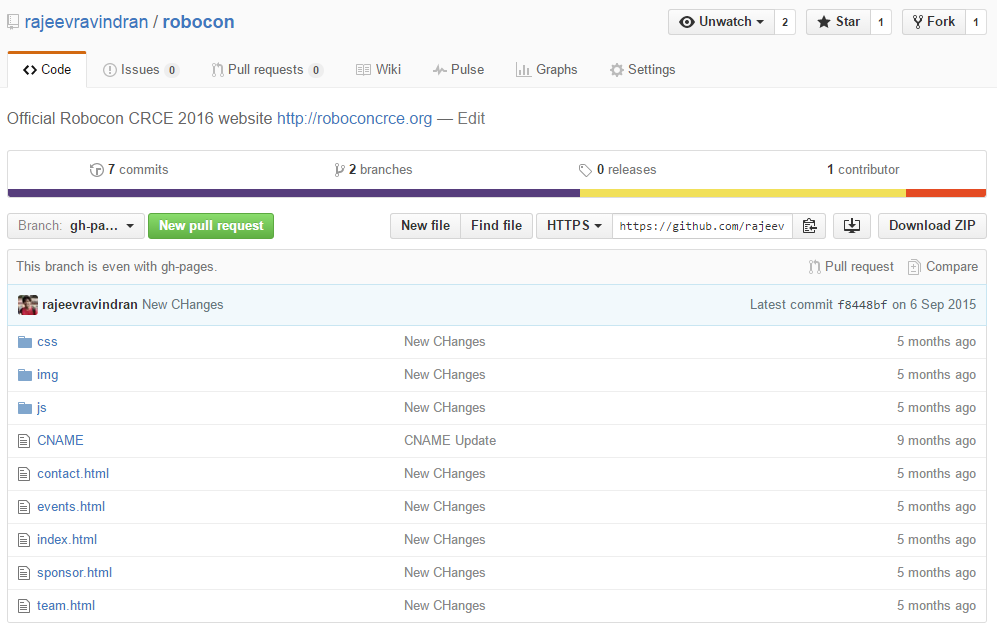 rajeevravindran / robocon Unwatch 2 Star 1 Fork 1
Code Issues 0 Pull requests 0 Wiki Pulse Graphs Settings
Official Robocon CRCE 2016 website http://roboconcrce.org — Edit
7 commits 2 branches 0 releases 1 contributor
Branch: gh-pa... New pull request New file Find file HTTPS https://github.com/rajeev Download ZIP
This branch is even with gh-pages. Pull request Compare
rajeevravindran New CHanges Latest commit f8448bf on 6 Sep 2015
css New CHanges 5 months ago
img New CHanges 5 months ago
js New CHanges 5 months ago
CNAME CNAME Update 9 months ago
contact.html New CHanges 5 months ago
events.html New CHanges 5 months ago
index.html New CHanges 5 months ago
sponsor.html New CHanges 5 months ago
team.html New CHanges 5 months ago